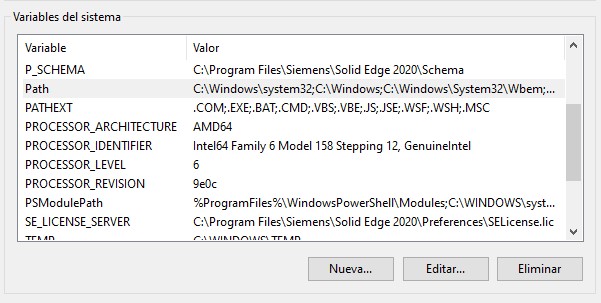 Variables del sistema
Variable Valor
P_SCHEMA C:\Program Files\Siemens\Solid Edge 2020\Schema
Path C:\Windows\system32;C:\Windows;C:\Windows\System32\Wbem;...
PATHEXT .COM;.EXE;.BAT;.CMD;.VBS;.VBE;.JS;.JSE;.WSF;.WSH;.MSC
PROCESSOR_ARCHITECTURE AMD64
PROCESSOR_IDENTIFIER Intel64 Family 6 Model 158 Stepping 12, GenuineIntel
PROCESSOR_LEVEL 6
PROCESSOR_REVISION 9e0c
PSModulePath %ProgramFiles%\WindowsPowerShell\Modules;C:\WINDOWS\syst...
SE_LICENSE_SERVER C:\Program Files\Siemens\Solid Edge 2020\Preferences\SELicense.lic
TEMP C:\WINDOWS\TEMP
Nueva... Editar... Eliminar